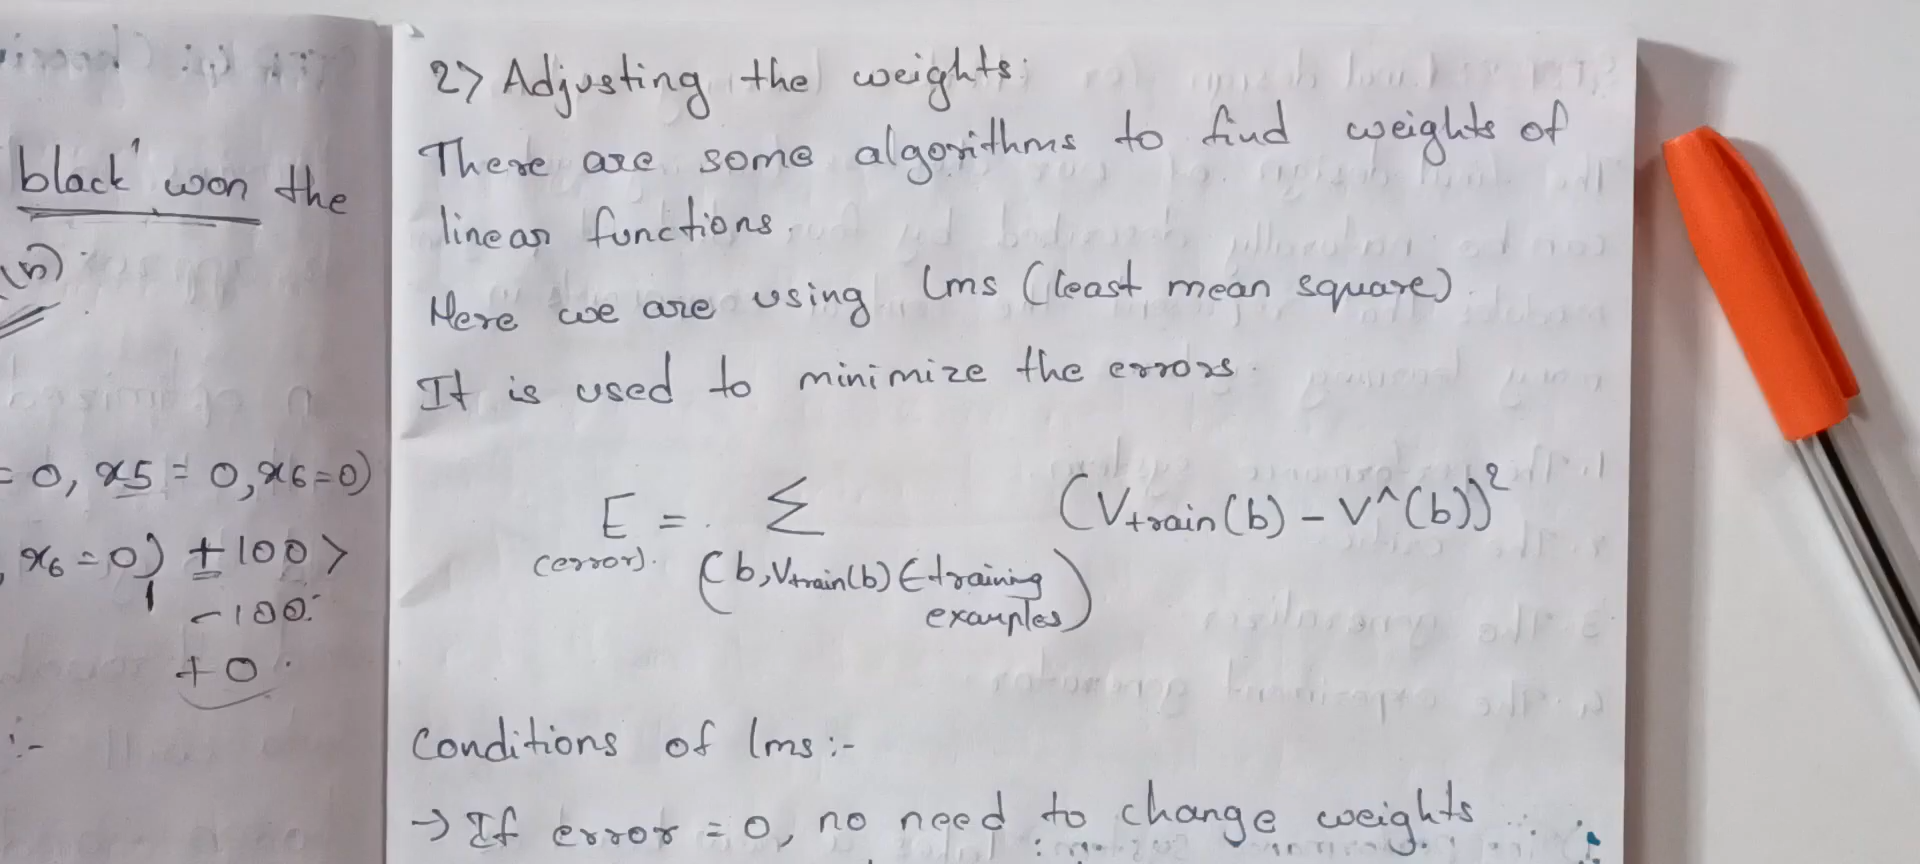 black' won the
(n)
= 0, x5 = 0, x6 = 0)
, x6 = 0) ±100>
-100
+0
:-
2> Adjusting the weights:
There are some algorithms to find weights of
linear functions.
Here we are using lms (least mean square)
It is used to minimize the errors.
E = Σ (Vtrain(b) - V^(b))²
(error). (b, Vtrain(b) ∈ training
examples)
Conditions of lms :-
→ If error = 0, no need to change weights